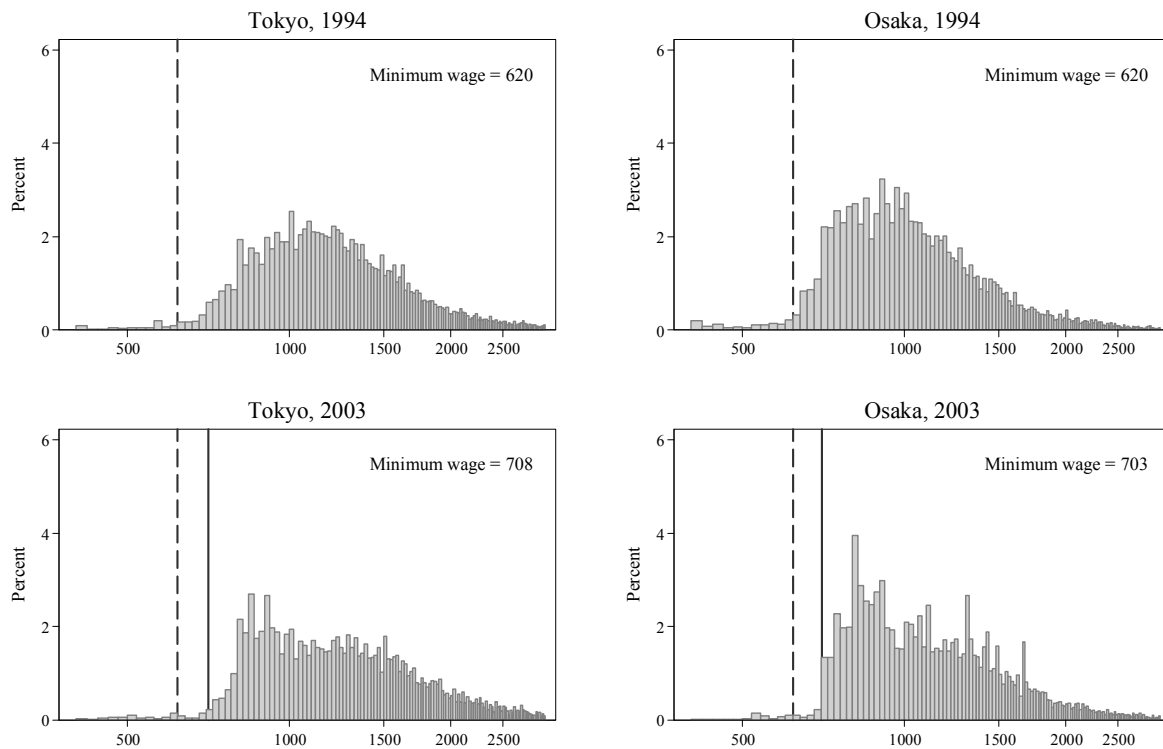 Tokyo, 1994
Minimum wage = 620
Percent
6
4
2
0
500 1000 1500 2000 2500
Osaka, 1994
Minimum wage = 620
Percent
6
4
2
0
500 1000 1500 2000 2500
Tokyo, 2003
Minimum wage = 708
Percent
6
4
2
0
500 1000 1500 2000 2500
Osaka, 2003
Minimum wage = 703
Percent
6
4
2
0
500 1000 1500 2000 2500